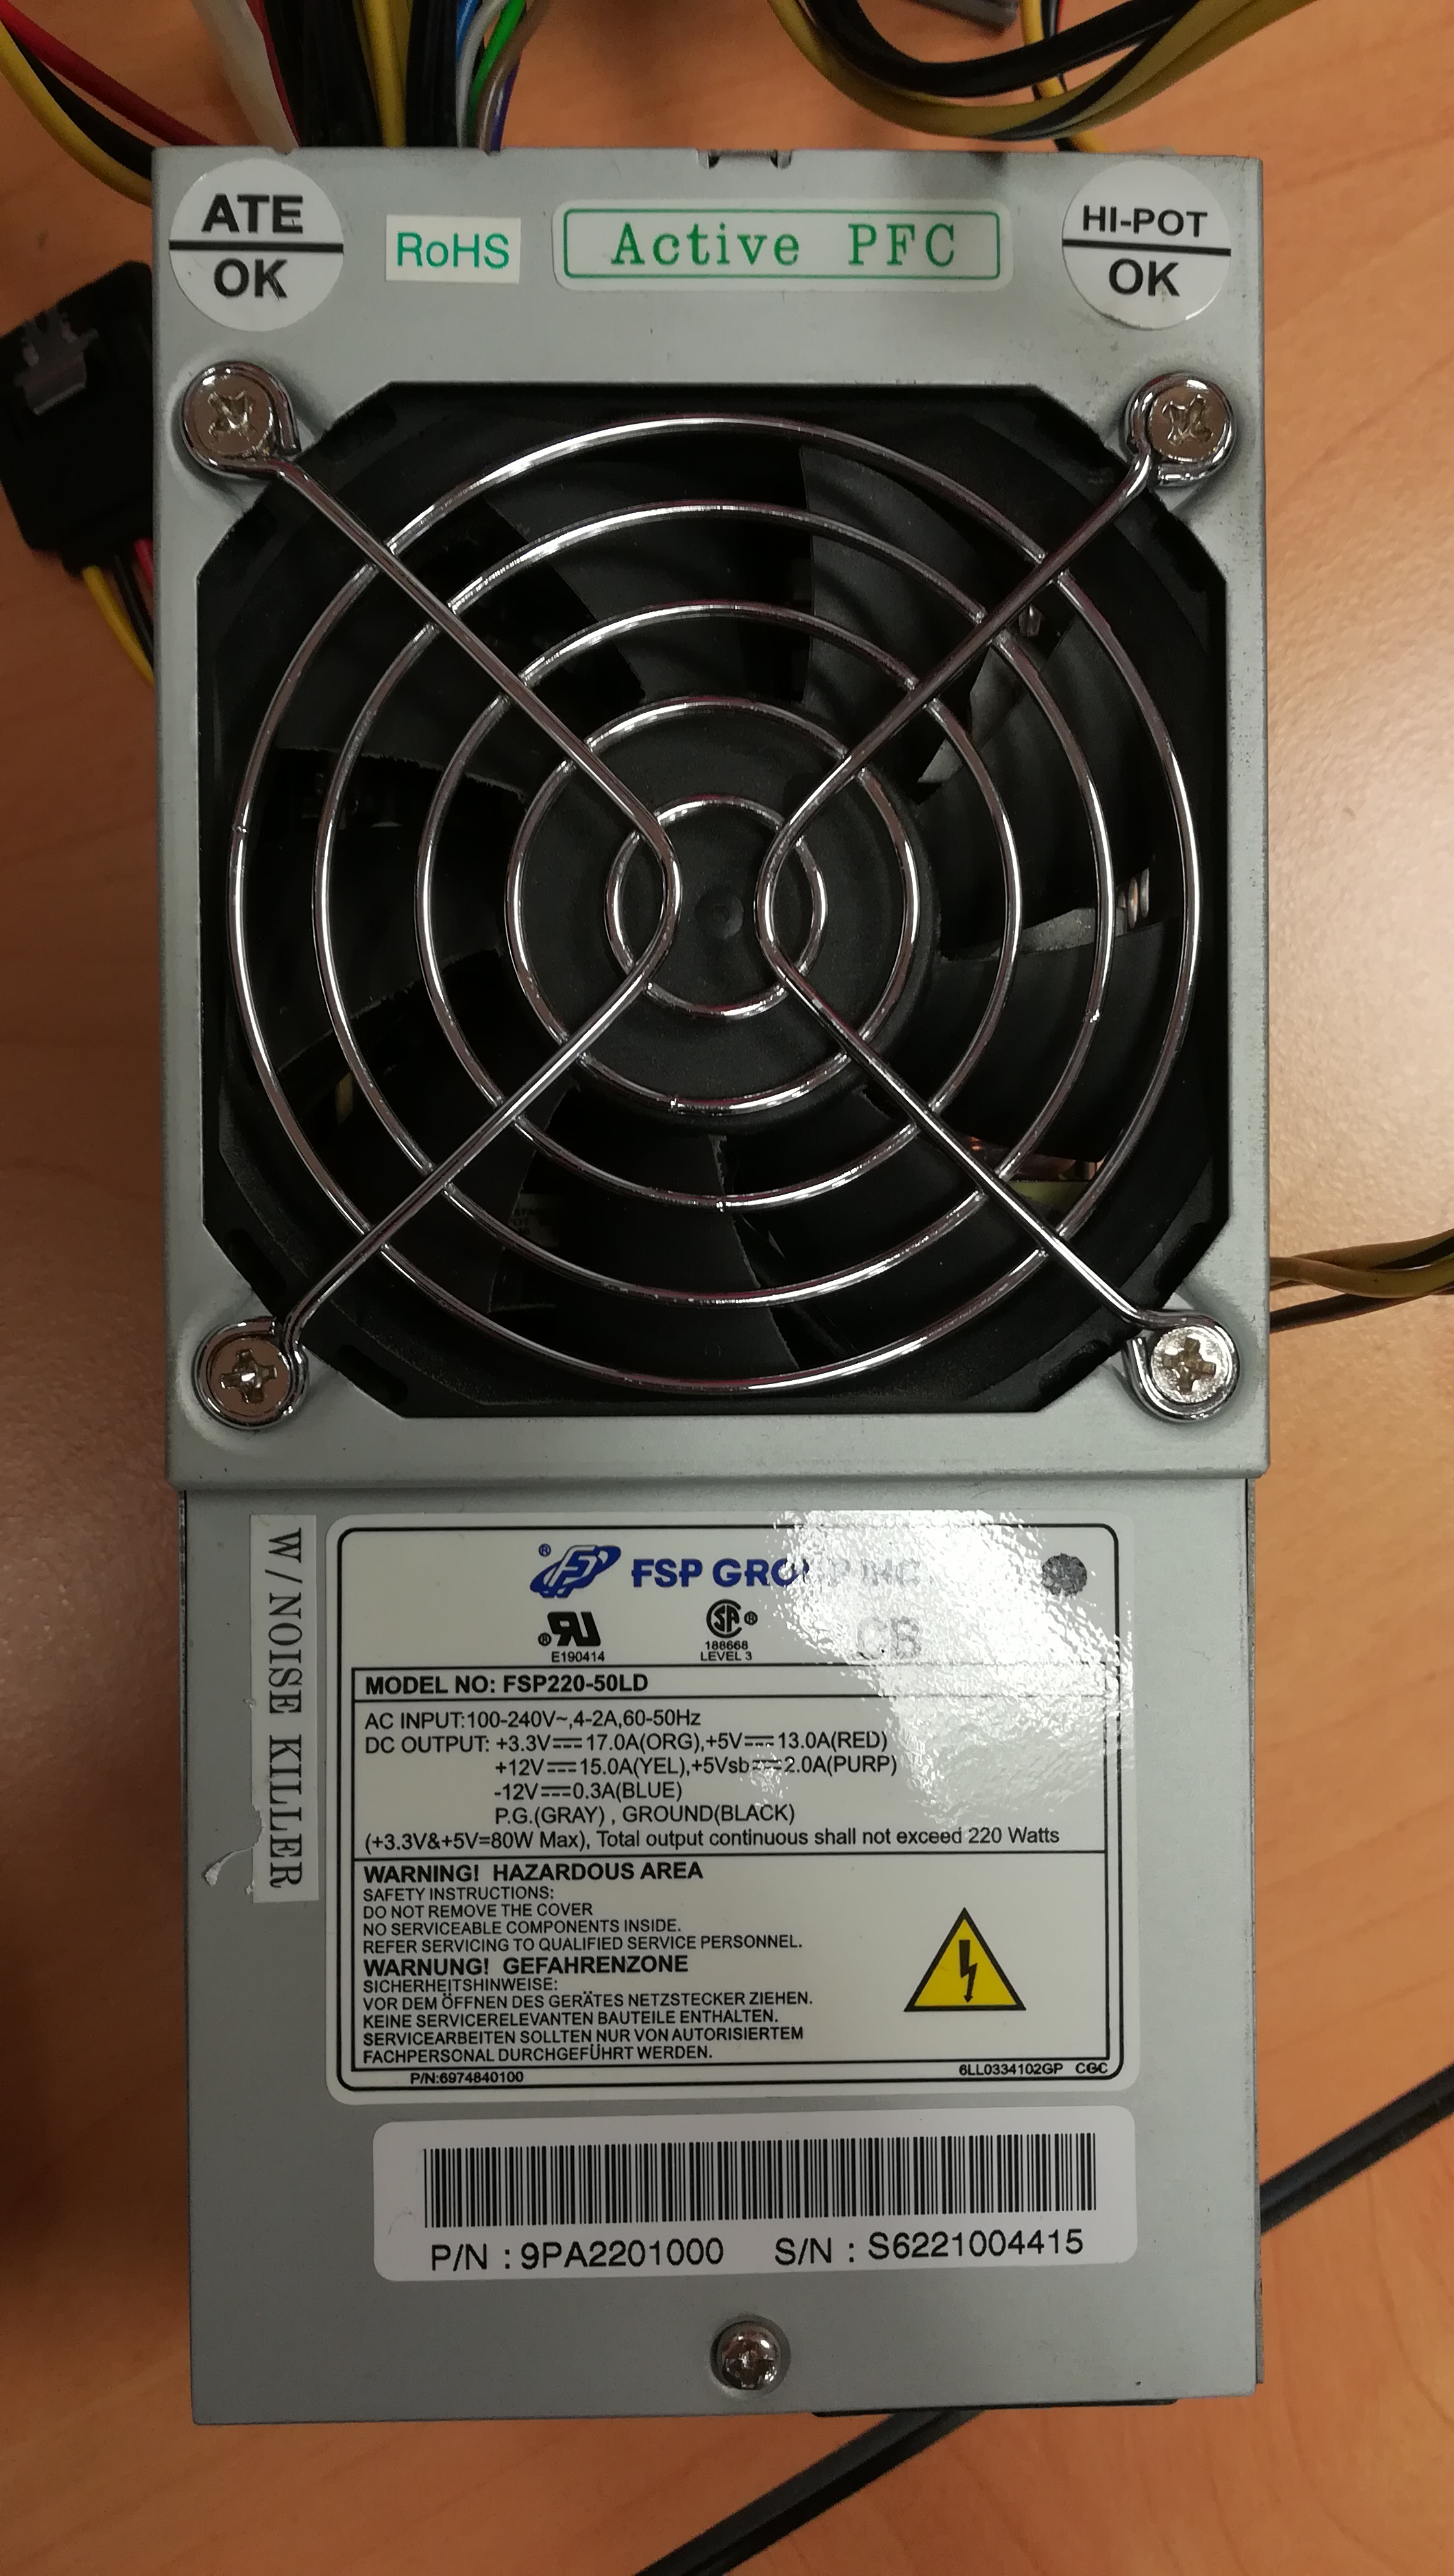 ATE
OK
RoHS
Active PFC
HI-POT
OK
W/NOISE KILLER
FSP GROUP INC.
E190414
188668
LEVEL 3
CB
MODEL NO: FSP220-50LD
AC INPUT:100-240V~,4-2A,60-50Hz
DC OUTPUT: +3.3V⎓17.0A(ORG),+5V⎓13.0A(RED)
+12V⎓15.0A(YEL),+5Vsb⎓2.0A(PURP)
-12V⎓0.3A(BLUE)
P.G.(GRAY) , GROUND(BLACK)
(+3.3V&+5V=80W Max), Total output continuous shall not exceed 220 Watts
WARNING! HAZARDOUS AREA
SAFETY INSTRUCTIONS:
DO NOT REMOVE THE COVER
NO SERVICEABLE COMPONENTS INSIDE.
REFER SERVICING TO QUALIFIED SERVICE PERSONNEL.
WARNUNG! GEFAHRENZONE
SICHERHEITSHINWEISE:
VOR DEM ÖFFNEN DES GERÄTES NETZSTECKER ZIEHEN.
KEINE SERVICERELEVANTEN BAUTEILE ENTHALTEN.
SERVICEARBEITEN SOLLTEN NUR VON AUTORISIERTEM
FACHPERSONAL DURCHGEFÜHRT WERDEN.
P/N:6974840100 6LL0334102GP CGC
P/N : 9PA2201000 S/N : S6221004415